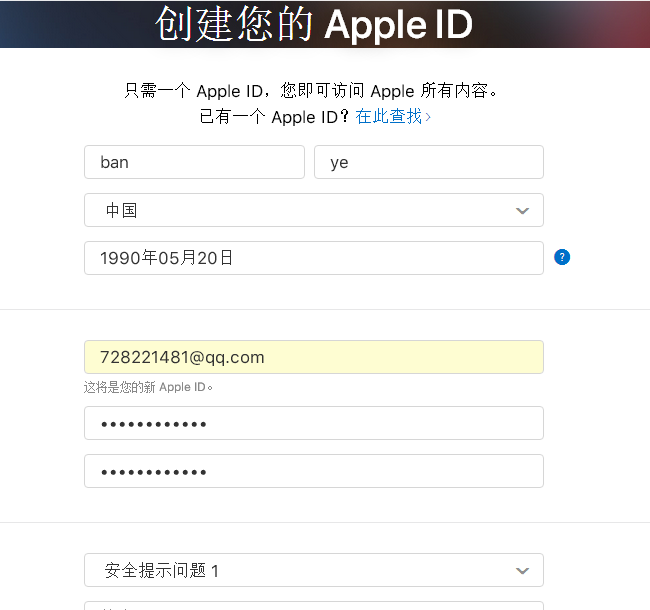 创建您的 Apple ID
只需一个 Apple ID，您即可访问 Apple 所有内容。
已有一个 Apple ID？在此查找 ›
ban ye
中国
1990年05月20日 ?
728221481@qq.com
这将是您的新 Apple ID。
••••••••••••
••••••••••••
安全提示问题 1